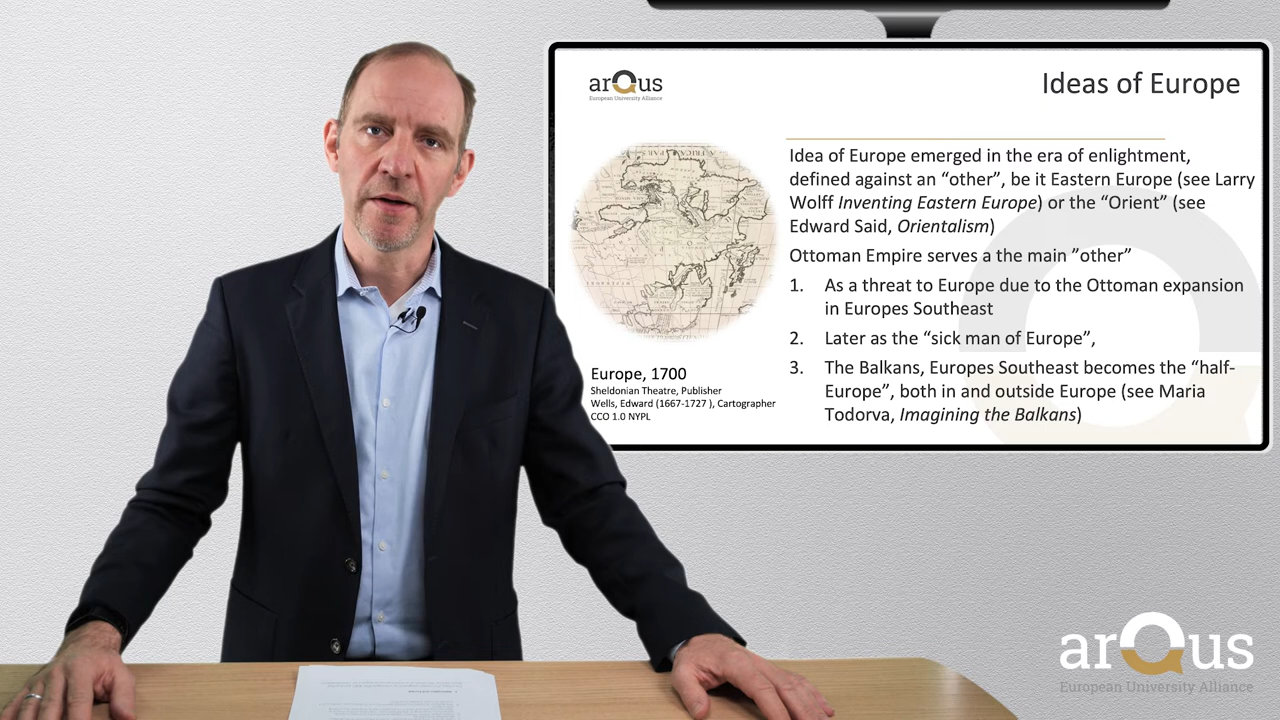 arQus
European University Alliance
Ideas of Europe
Idea of Europe emerged in the era of enlightment,
defined against an “other”, be it Eastern Europe (see Larry
Wolff Inventing Eastern Europe) or the “Orient” (see
Edward Said, Orientalism)
Ottoman Empire serves a the main ”other”
1. As a threat to Europe due to the Ottoman expansion
in Europes Southeast
2. Later as the “sick man of Europe”,
3. The Balkans, Europes Southeast becomes the “half-
Europe”, both in and outside Europe (see Maria
Todorva, Imagining the Balkans)
Europe, 1700
Sheldonian Theatre, Publisher
Wells, Edward (1667-1727 ), Cartographer
CCO 1.0 NYPL
arQus
European University Alliance